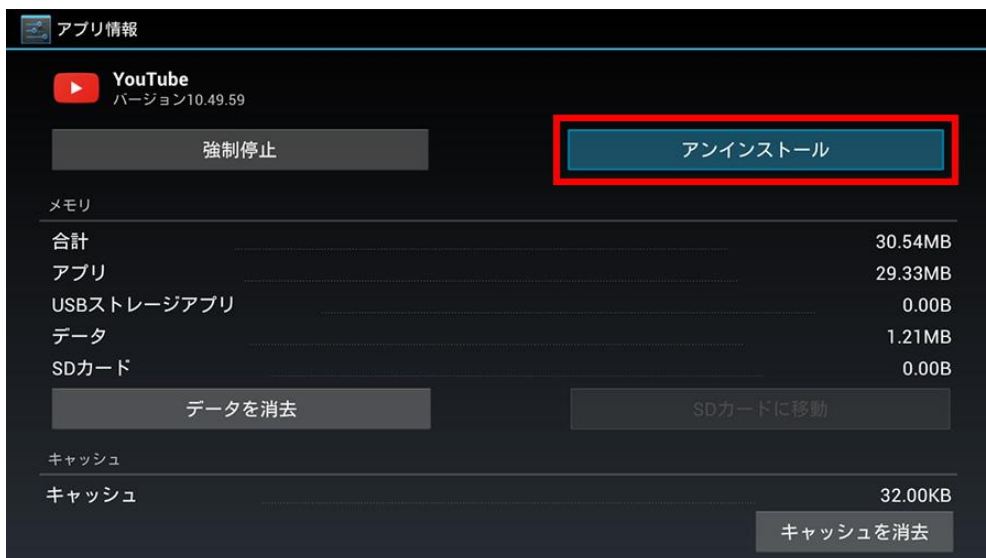 アプリ情報
YouTube
バージョン10.49.59
強制停止 アンインストール
メモリ
合計 30.54MB
アプリ 29.33MB
USBストレージアプリ 0.00B
データ 1.21MB
SDカード 0.00B
データを消去 SDカードに移動
キャッシュ
キャッシュ 32.00KB
キャッシュを消去